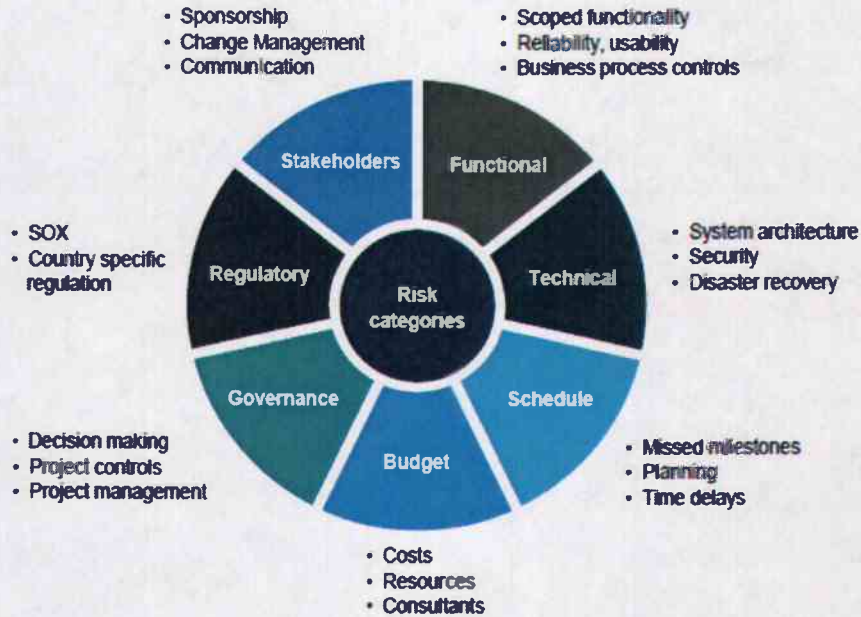 • Sponsorship
• Change Management
• Communication
• Scoped functionality
• Reliability, usability
• Business process controls
Stakeholders
Functional
• SOX
• Country specific
regulation
Regulatory
Risk
categories
Technical
• System architecture
• Security
• Disaster recovery
Governance
Schedule
Budget
• Decision making
• Project controls
• Project management
• Missed milestones
• Planning
• Time delays
• Costs
• Resources
• Consultants